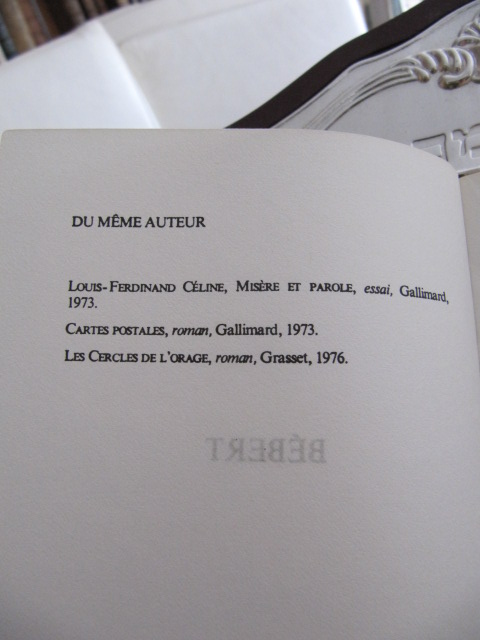 DU MÊME AUTEUR
LOUIS-FERDINAND CÉLINE, MISÈRE ET PAROLE, essai, Gallimard,
1973.
CARTES POSTALES, roman, Gallimard, 1973.
LES CERCLES DE L'ORAGE, roman, Grasset, 1976.
BÉBERT